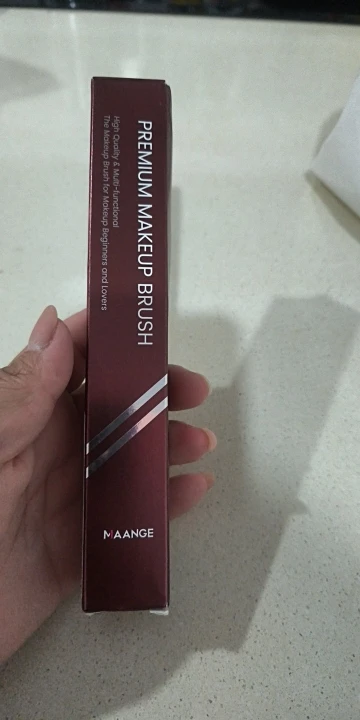 PREMIUM MAKEUP BRUSH
High Quality & Multi-functional
The Makeup Brush for Makeup Beginners and Lovers
MAANGE